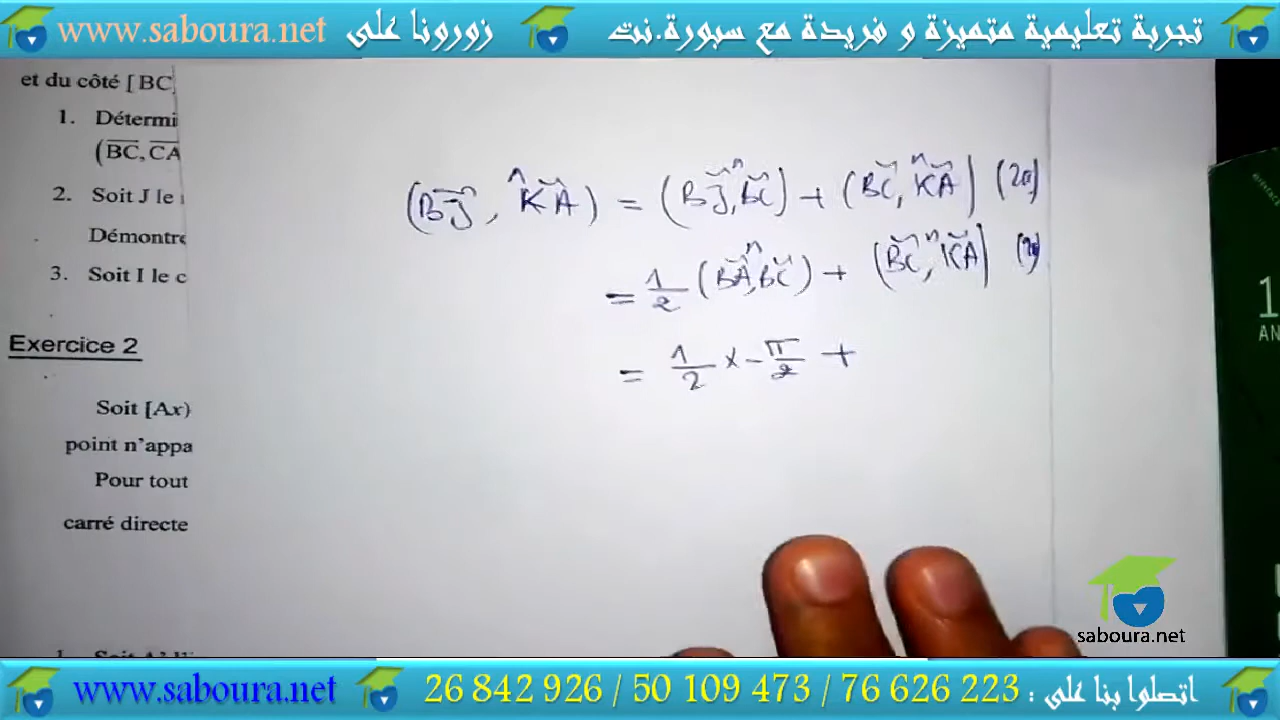 www.saboura.net زورونا على تجربة تعليمية متميزة و فريدة مع سبورة.نت
et du côté [ BC
1. Détermi
(BC, CA
2. Soit J le
Démontre
3. Soit I le c
Exercice 2
Soit [Ax)
point n’appa
Pour tout
carré directe
(BJ, KA) = (BJ, BC) + (BC, KA) (2π)
= 1/2 (BA, BC) + (BC, KA)
= 1/2 x - π/2 +
1
AN
saboura.net
www.saboura.net 26 842 926 / 50 109 473 / 76 626 223 : اتصلوا بنا على